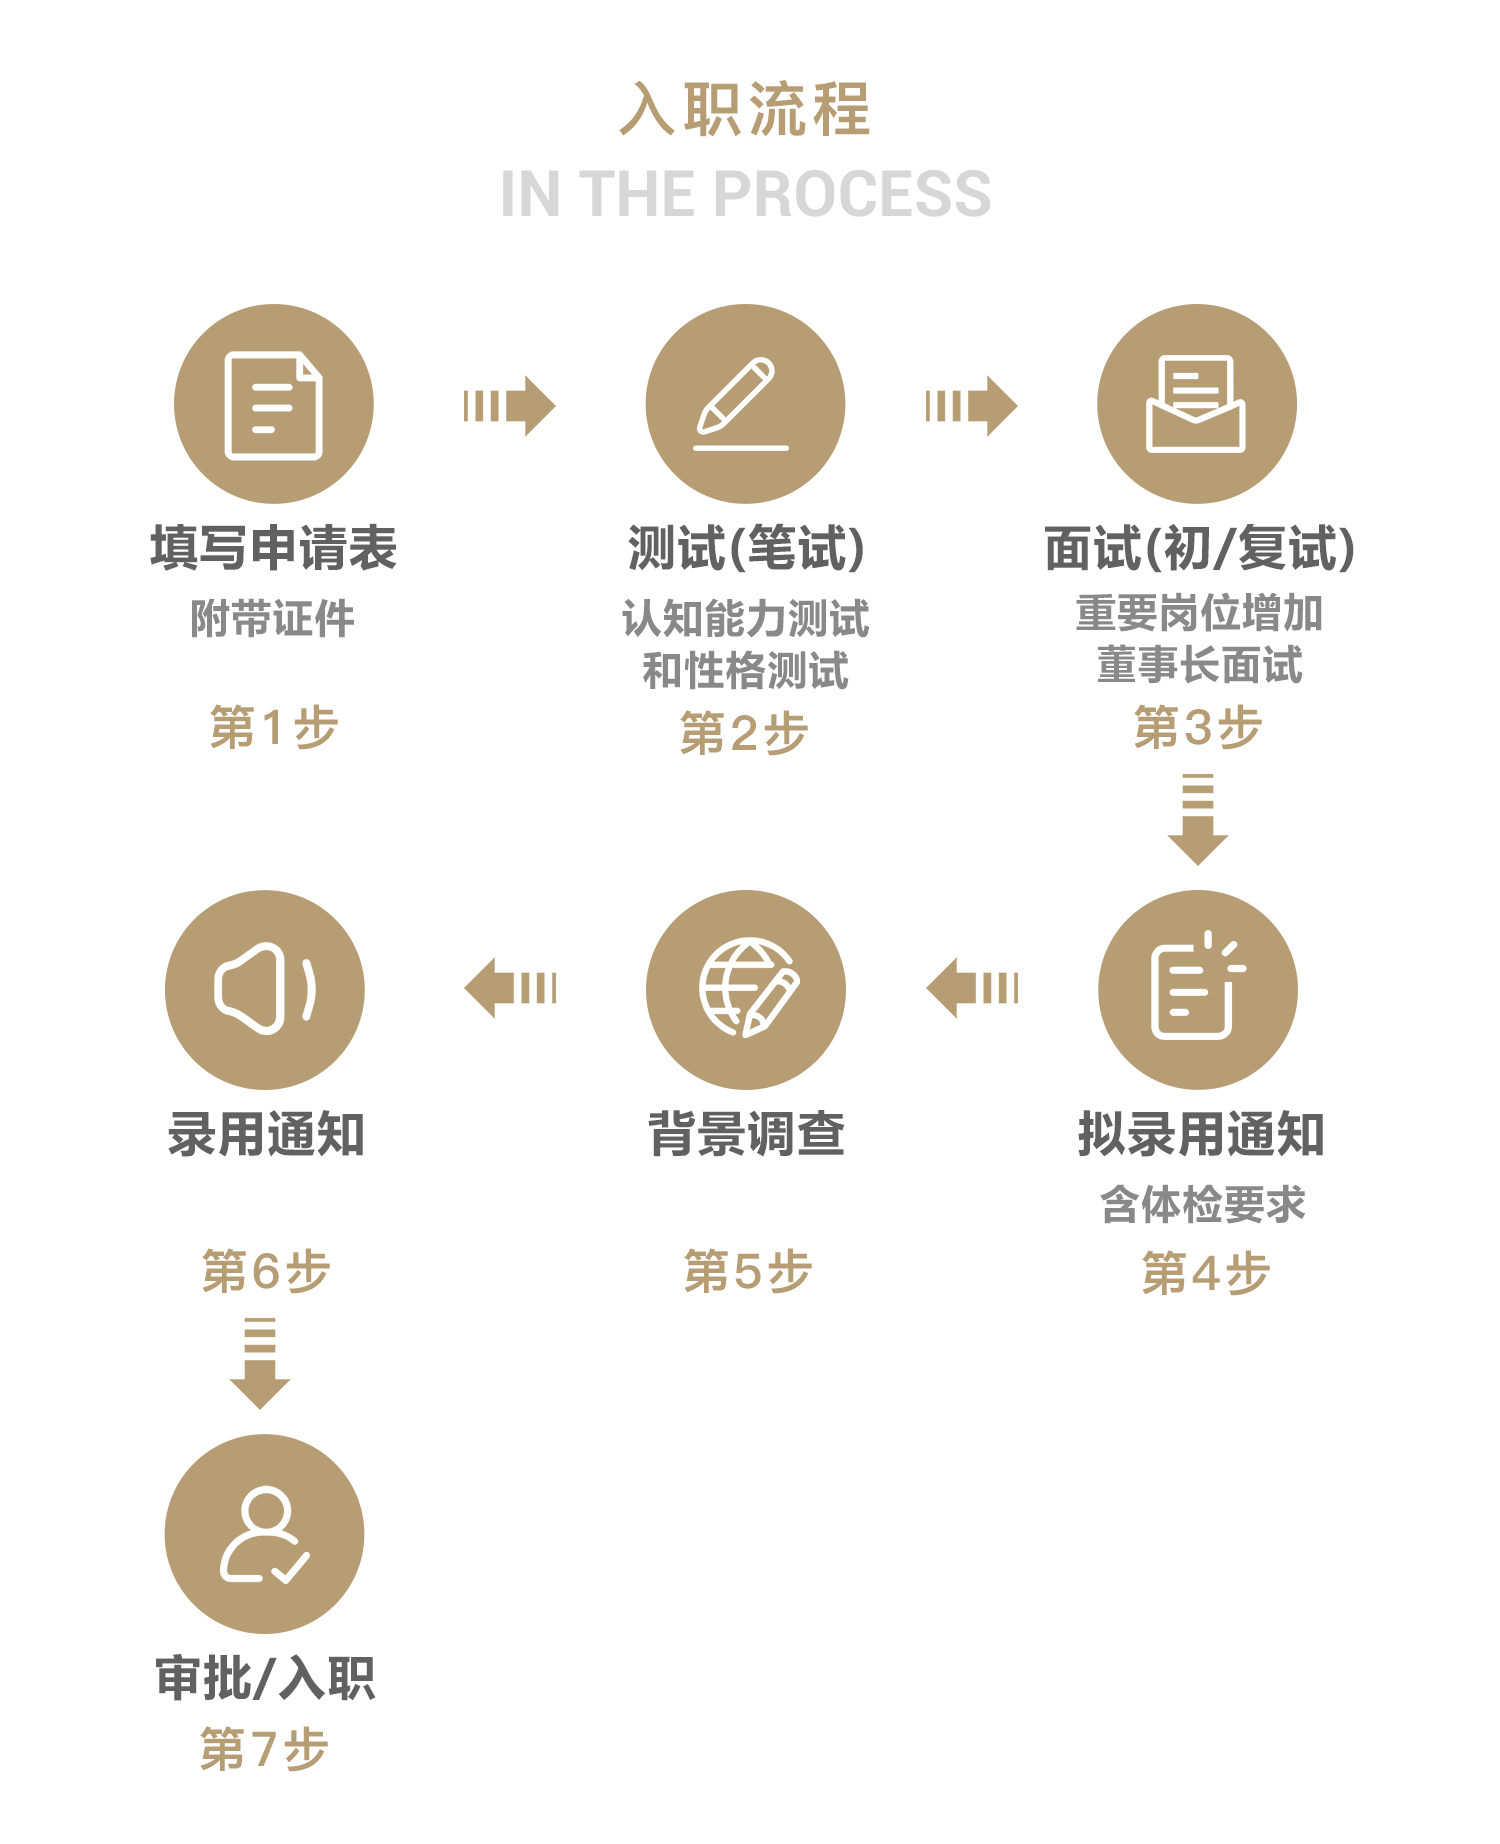 入职流程
IN THE PROCESS
填写申请表
附带证件
第1步
测试(笔试)
认知能力测试
和性格测试
第2步
面试(初/复试)
重要岗位增加
董事长面试
第3步
拟录用通知
含体检要求
第4步
背景调查
第5步
录用通知
第6步
审批/入职
第7步